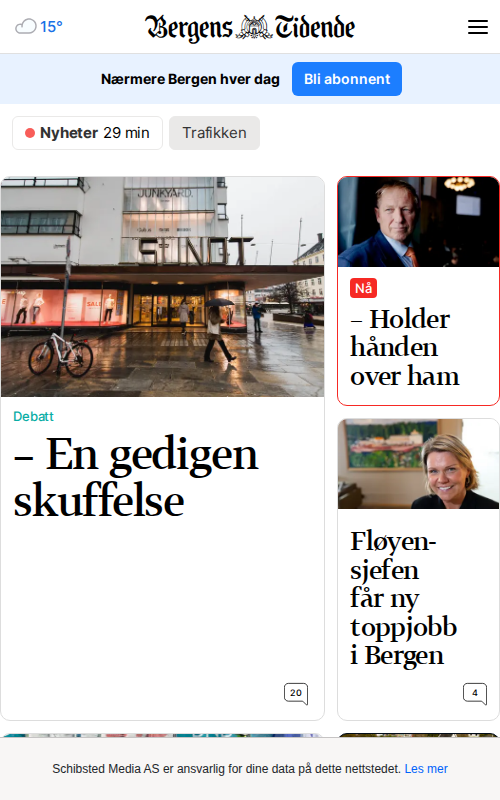 15°
Bergens Tidende
Nærmere Bergen hver dag
Bli abonnent
Nyheter 29 min
Trafikken
JUNKYARD.
SUNDT
Debatt
– En gedigen
skuffelse
20
Nå
– Holder
hånden
over ham
Fløyen-
sjefen
får ny
toppjobb
i Bergen
4
Schibsted Media AS er ansvarlig for dine data på dette nettstedet. Les mer